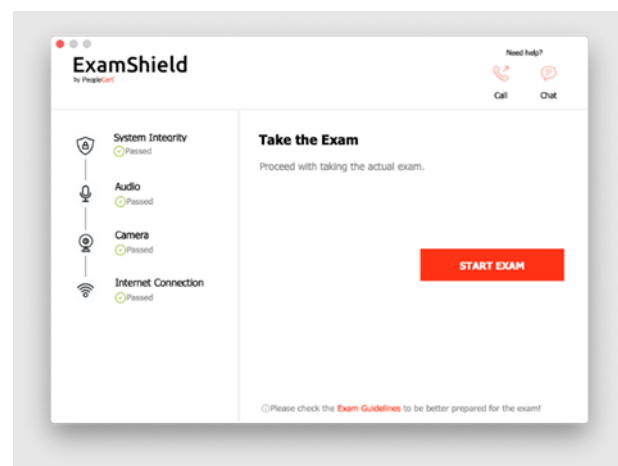 ExamShield
by PeopleCert
Need help?
Call
Chat
System Integrity
Passed
Audio
Passed
Camera
Passed
Internet Connection
Passed
Take the Exam
Proceed with taking the actual exam.
START EXAM
Please check the Exam Guidelines to be better prepared for the exam!